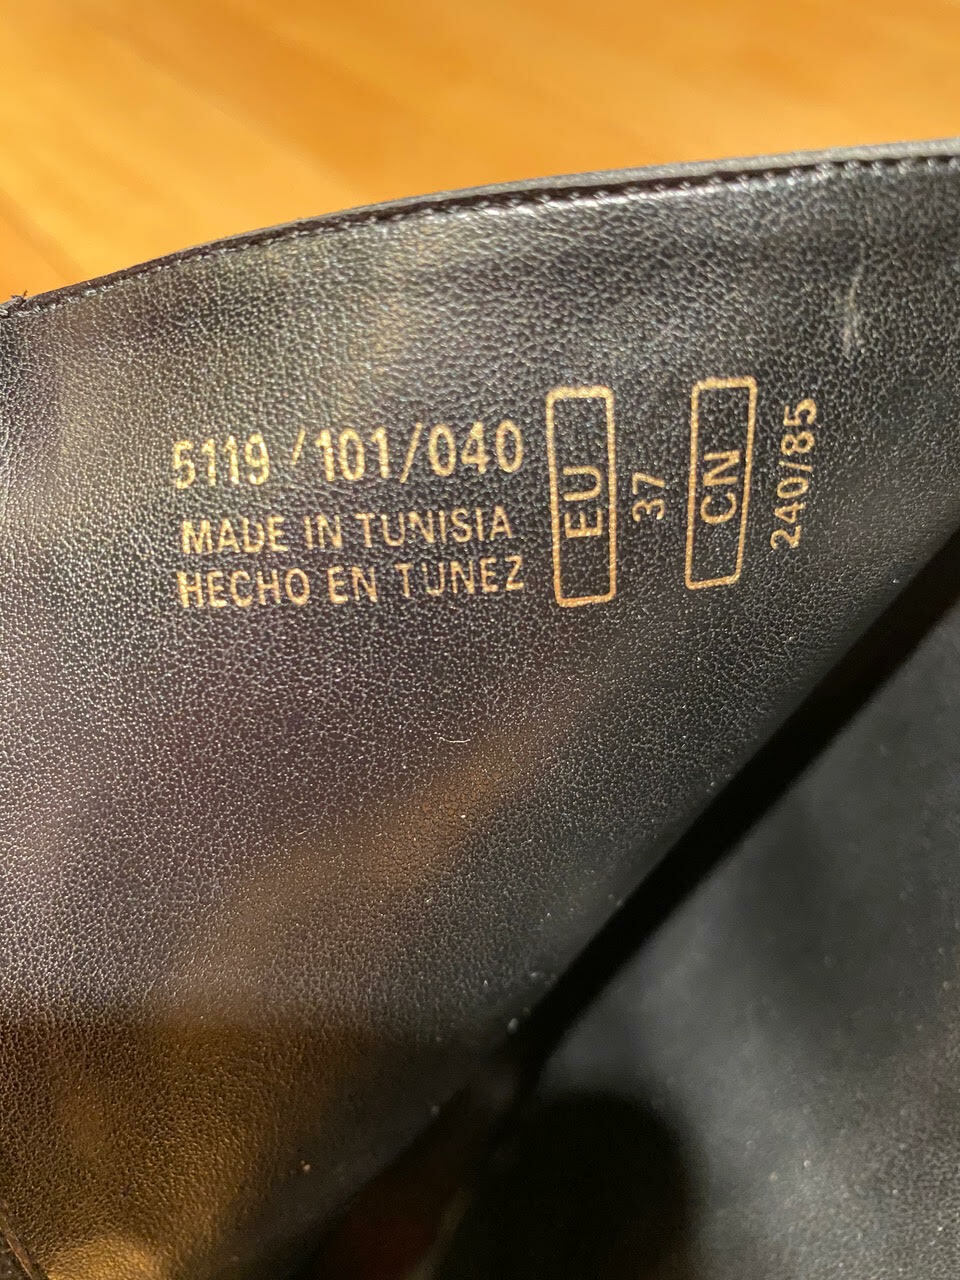 5119 /101/040
MADE IN TUNISIA
HECHO EN TUNEZ
EU
37
CN
240/85